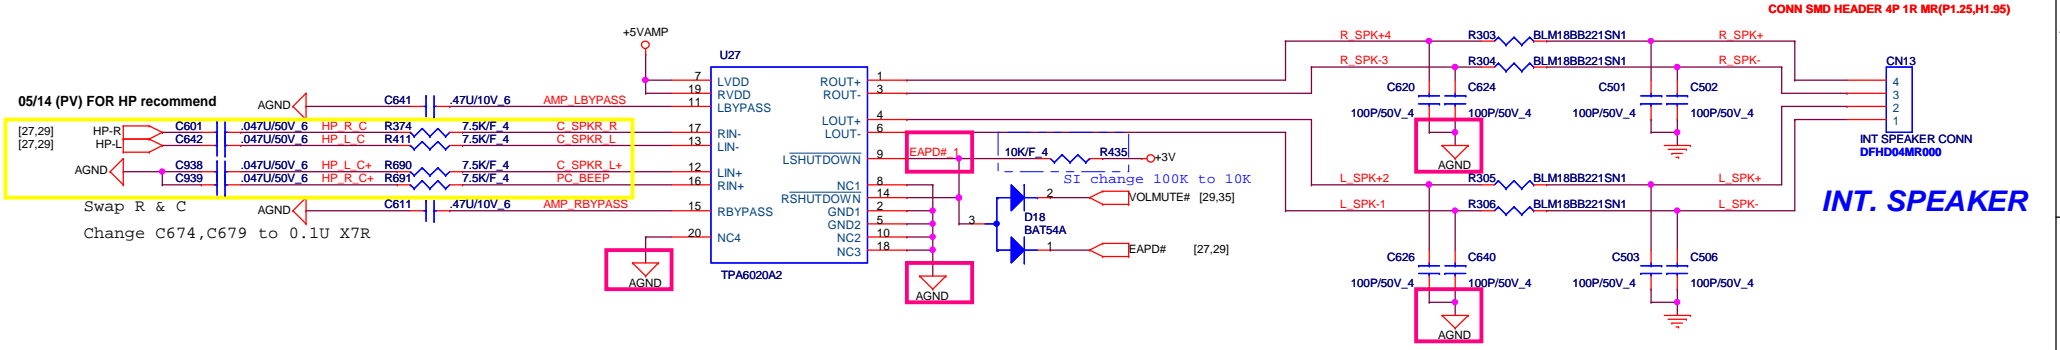 CONN SMD HEADER 4P 1R MR(P1.25,H1.95)
+5VAMP
U27
R_SPK+4 R303 BLM18BB221SN1 R_SPK+
R_SPK-3 R304 BLM18BB221SN1 R_SPK-
CN13
7 LVDD ROUT+ 1
19 RVDD ROUT- 3
05/14 (PV) FOR HP recommend
AGND C641 .47U/10V_6 AMP_LBYPASS 11 LBYPASS
C620 C624 C501 C502
100P/50V_4 100P/50V_4 100P/50V_4 100P/50V_4
4
3
2
1
LOUT+ 4
LOUT- 6
[27,29] HP-R C601 .047U/50V_6 HP_R_C R374 7.5K/F_4 C_SPKR_R 17 RIN-
[27,29] HP-L C642 .047U/50V_6 HP_L_C R411 7.5K/F_4 C_SPKR_L 13 LIN-
INT SPEAKER CONN
DFHD04MR000
LSHUTDOWN 9 EAPD#_1 10K/F_4 R435 +3V
AGND
AGND C938 .047U/50V_6 HP_L_C+ R690 7.5K/F_4 C_SPKR_L+ 12 LIN+
C939 .047U/50V_6 HP_R_C+ R691 7.5K/F_4 PC_BEEP 16 RIN+
SI change 100K to 10K
L_SPK+2 R305 BLM18BB221SN1 L_SPK+
NC1 8
RSHUTDOWN 14
2 VOLMUTE# [29,35]
Swap R & C
AGND C611 .47U/10V_6 AMP_RBYPASS 15 RBYPASS
GND1 2
GND2 5
L_SPK-1 R306 BLM18BB221SN1 L_SPK-
INT. SPEAKER
3 D18
BAT54A
Change C674,C679 to 0.1U X7R
20 NC4 NC2 10
NC3 18
1 EAPD# [27,29]
C626 C640 C503 C506
100P/50V_4 100P/50V_4 100P/50V_4 100P/50V_4
TPA6020A2
AGND
AGND
AGND